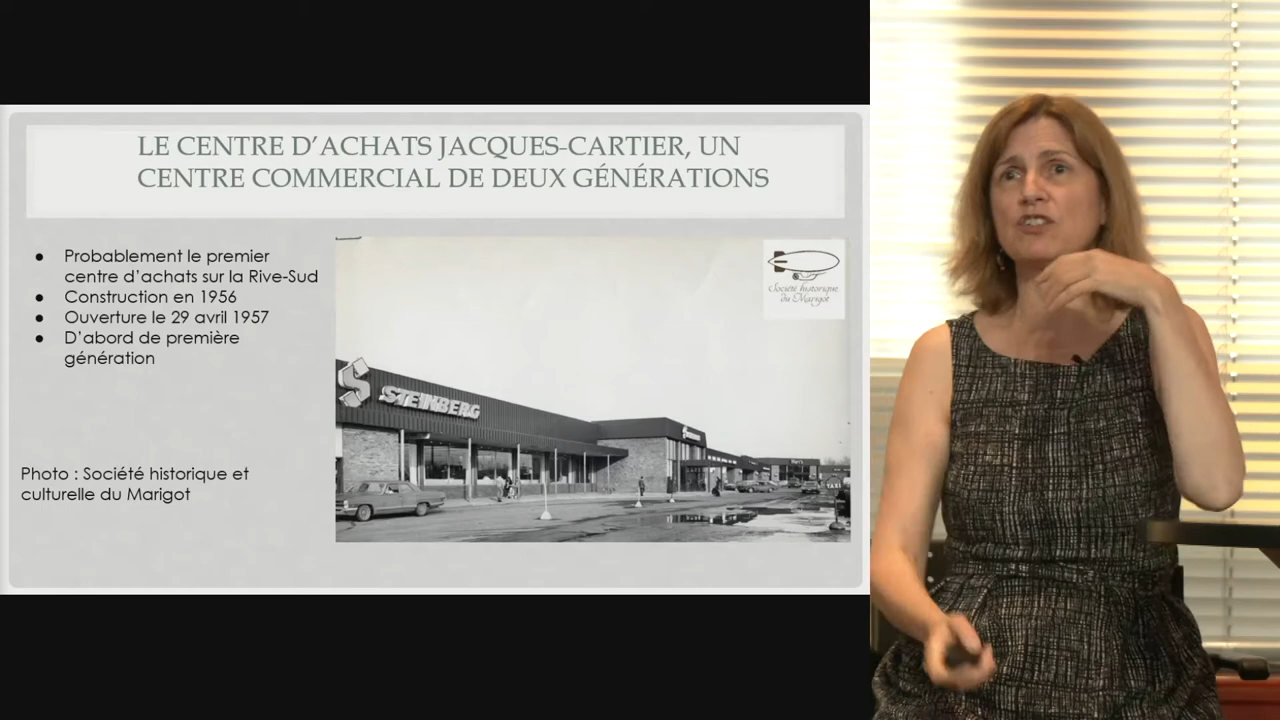 LE CENTRE D’ACHATS JACQUES-CARTIER, UN
CENTRE COMMERCIAL DE DEUX GÉNÉRATIONS
● Probablement le premier
centre d’achats sur la Rive-Sud
● Construction en 1956
● Ouverture le 29 avril 1957
● D’abord de première
génération
Photo : Société historique et
culturelle du Marigot
Société historique
du Marigot
STEINBERG
TAXI